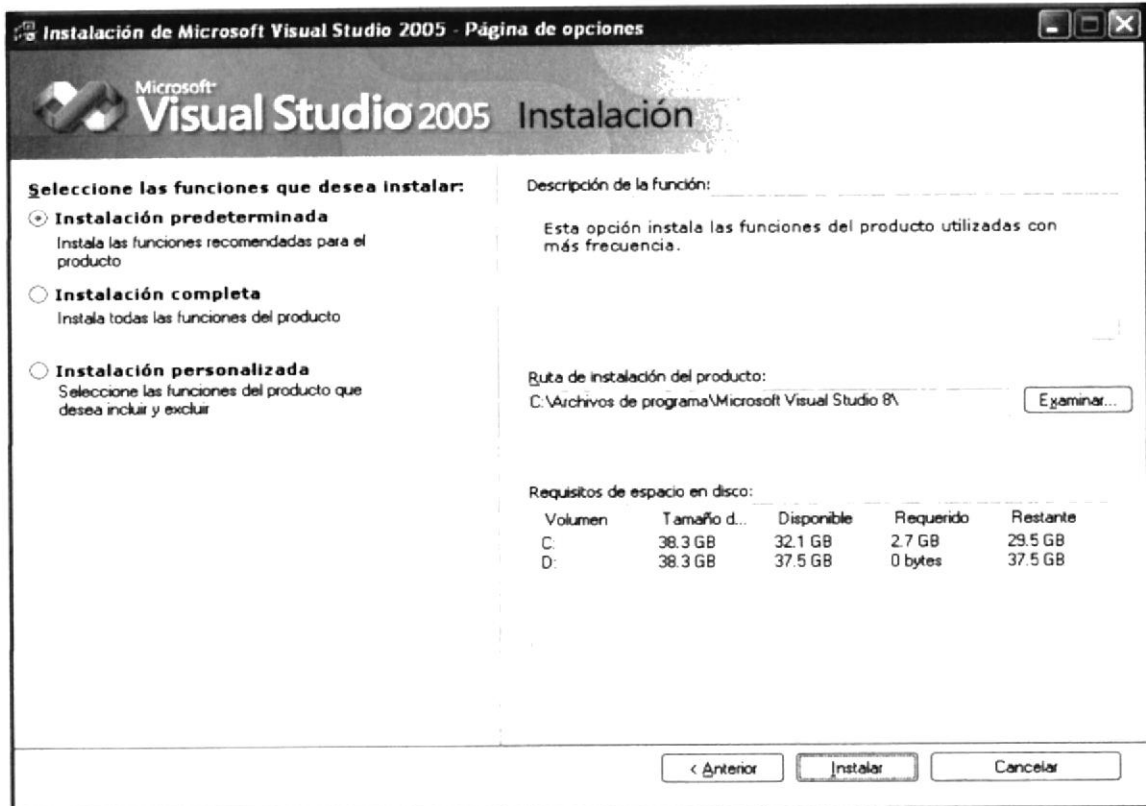 Instalación de Microsoft Visual Studio 2005 - Página de opciones
Microsoft
Visual Studio 2005 Instalación
Seleccione las funciones que desea instalar:
Instalación predeterminada
Instala las funciones recomendadas para el
producto
Instalación completa
Instala todas las funciones del producto
Instalación personalizada
Seleccione las funciones del producto que
desea incluir y excluir
Descripción de la función:
Esta opción instala las funciones del producto utilizadas con
más frecuencia.
Ruta de instalación del producto:
C:\Archivos de programa\Microsoft Visual Studio 8\ Examinar...
Requisitos de espacio en disco:
Volumen Tamaño d... Disponible Requerido Restante
C: 38.3 GB 32.1 GB 2.7 GB 29.5 GB
D: 38.3 GB 37.5 GB 0 bytes 37.5 GB
< Anterior Instalar Cancelar